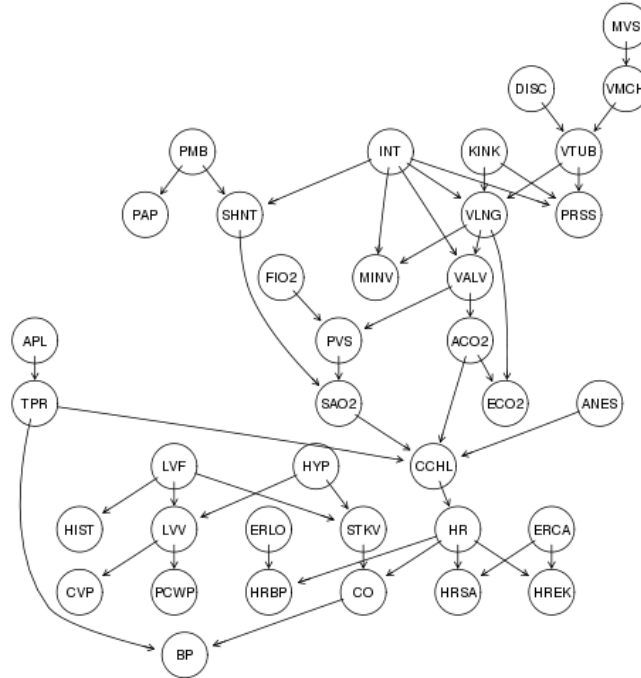 MVS
DISC VMCH
PMB INT KINK VTUB
PAP SHNT VLNG PRSS
FIO2 MINV VALV
APL PVS ACO2
TPR SAO2 ECO2 ANES
LVF HYP CCHL
HIST LVV ERLO STKV HR ERCA
CVP PCWP HRBP CO HRSA HREK
BP